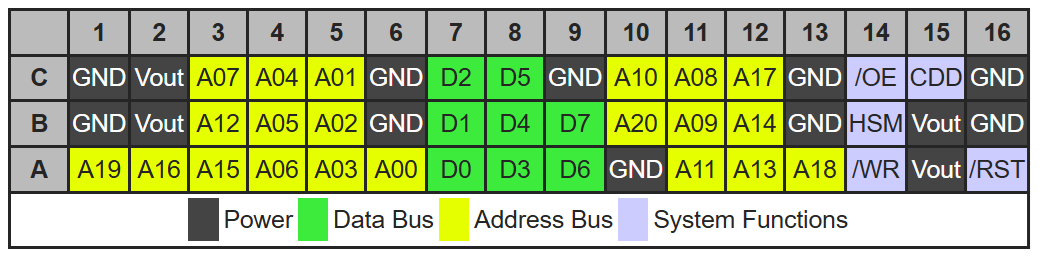 1 2 3 4 5 6 7 8 9 10 11 12 13 14 15 16
C GND Vout A07 A04 A01 GND D2 D5 GND A10 A08 A17 GND /OE CDD GND
B GND Vout A12 A05 A02 GND D1 D4 D7 A20 A09 A14 GND HSM Vout GND
A A19 A16 A15 A06 A03 A00 D0 D3 D6 GND A11 A13 A18 /WR Vout /RST
Power Data Bus Address Bus System Functions